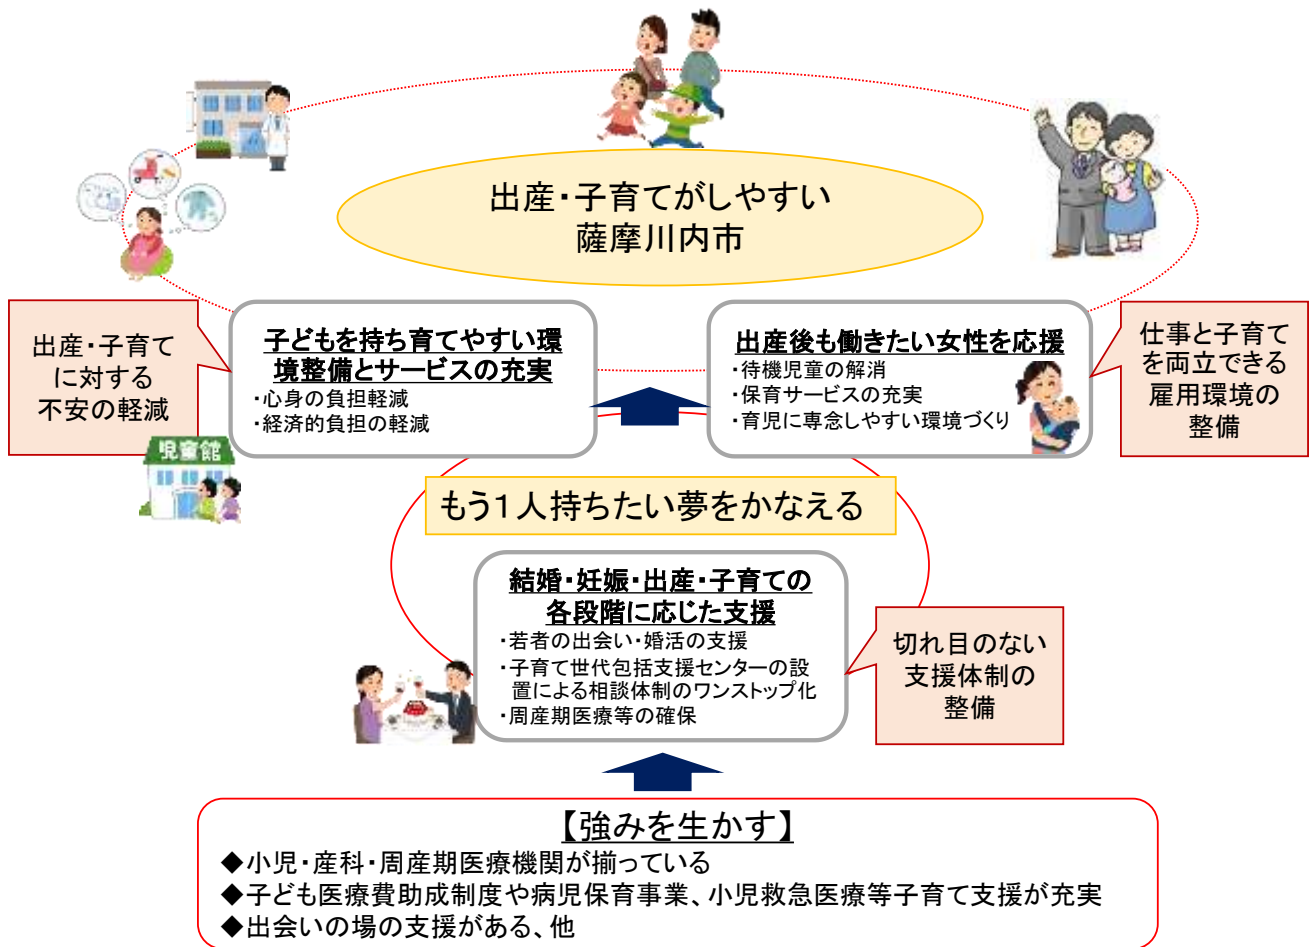 出産・子育てがしやすい
薩摩川内市
出産・子育て
に対する
不安の軽減
子どもを持ち育てやすい環
境整備とサービスの充実
・心身の負担軽減
・経済的負担の軽減
出産後も働きたい女性を応援
・待機児童の解消
・保育サービスの充実
・育児に専念しやすい環境づくり
仕事と子育て
を両立できる
雇用環境の
整備
児童館
もう1人持ちたい夢をかなえる
結婚・妊娠・出産・子育ての
各段階に応じた支援
・若者の出会い・婚活の支援
・子育て世代包括支援センターの設
置による相談体制のワンストップ化
・周産期医療等の確保
切れ目のない
支援体制の
整備
【強みを生かす】
◆小児・産科・周産期医療機関が揃っている
◆子ども医療費助成制度や病児保育事業、小児救急医療等子育て支援が充実
◆出会いの場の支援がある、他